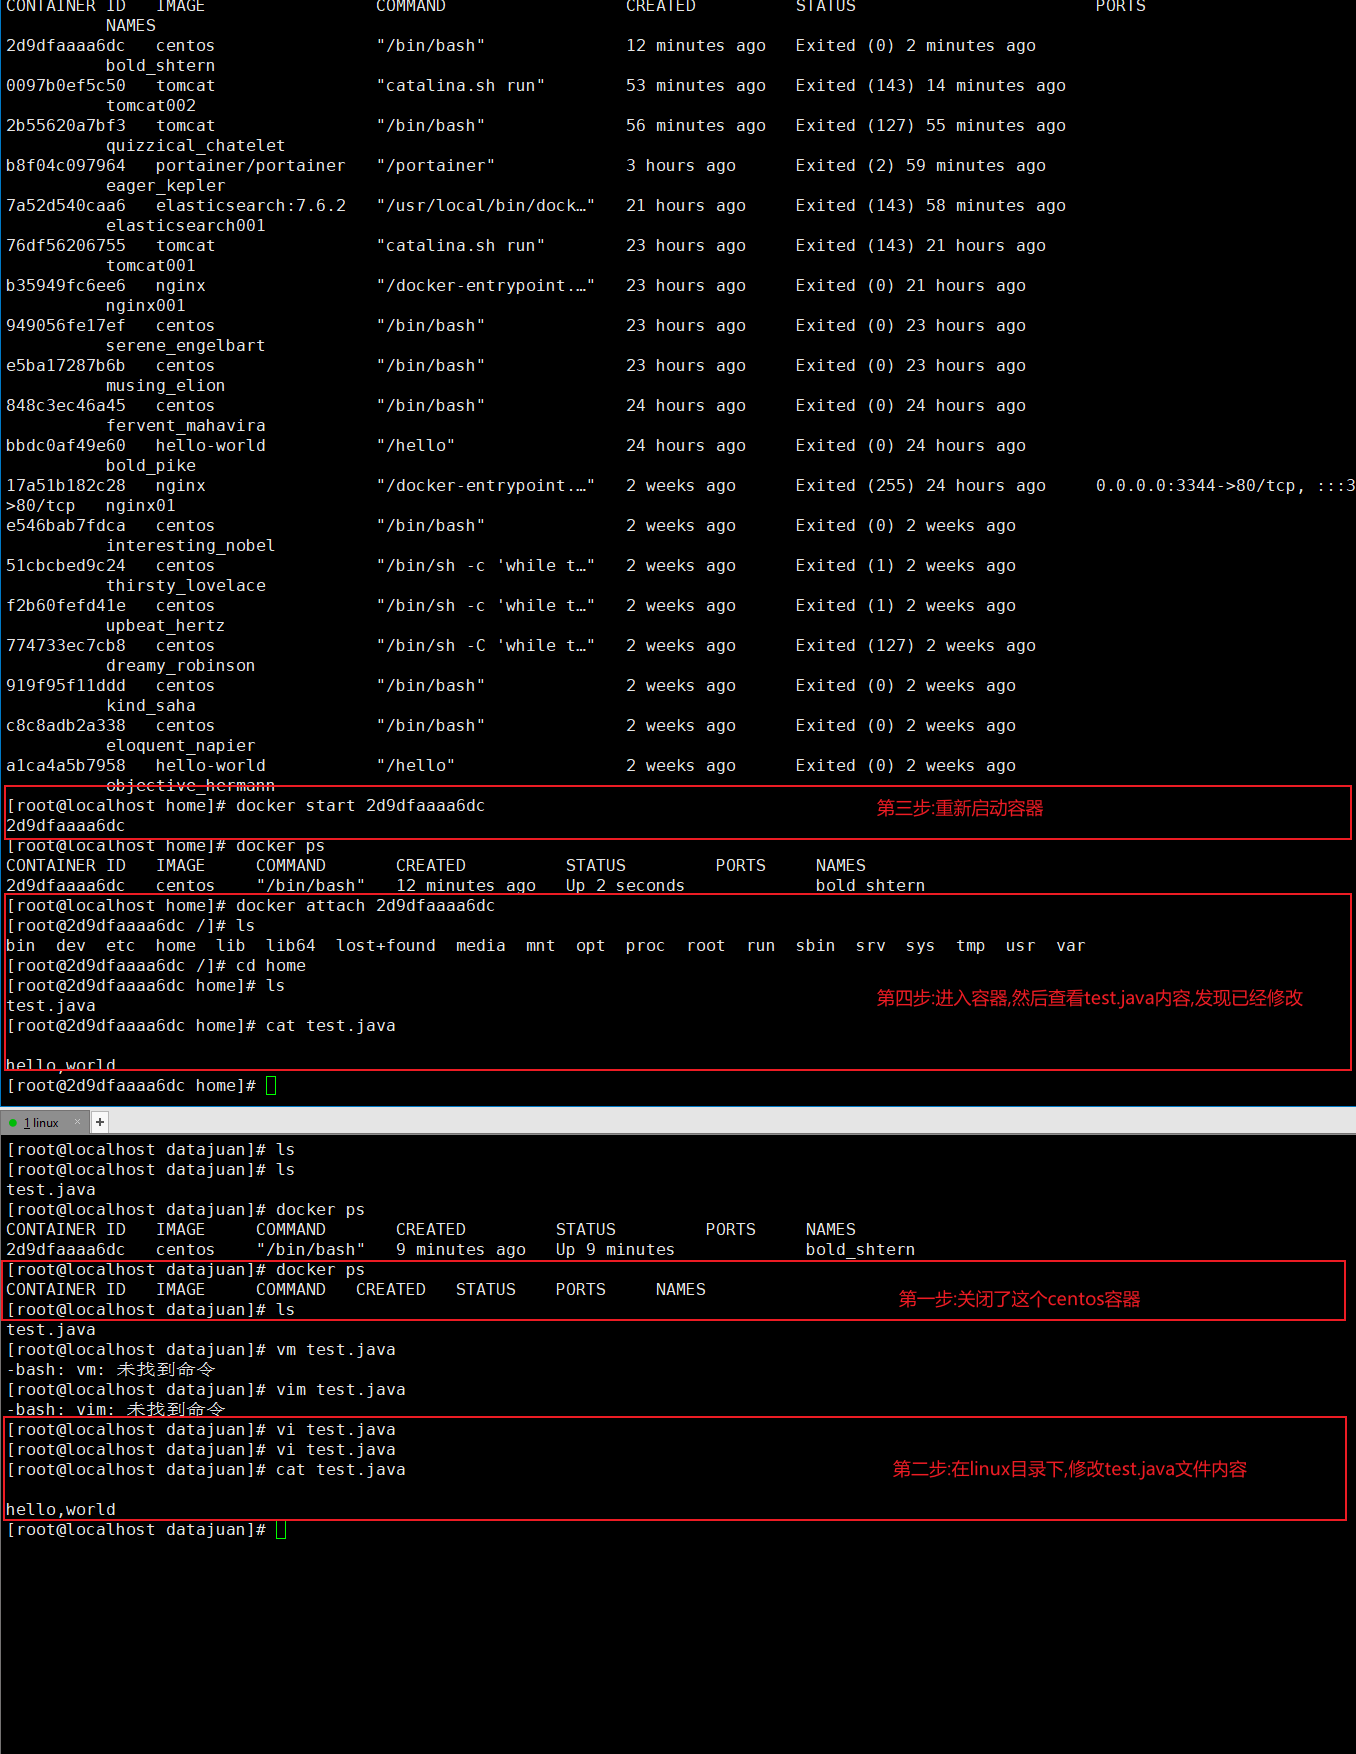 CONTAINER ID   IMAGE                 COMMAND                  CREATED          STATUS                        PORTS
          NAMES
2d9dfaaaa6dc   centos                "/bin/bash"              12 minutes ago   Exited (0) 2 minutes ago
          bold_shtern
0097b0ef5c50   tomcat                "catalina.sh run"        53 minutes ago   Exited (143) 14 minutes ago
          tomcat002
2b55620a7bf3   tomcat                "/bin/bash"              56 minutes ago   Exited (127) 55 minutes ago
          quizzical_chatelet
b8f04c097964   portainer/portainer   "/portainer"             3 hours ago      Exited (2) 59 minutes ago
          eager_kepler
7a52d540caa6   elasticsearch:7.6.2   "/usr/local/bin/dock…"   21 hours ago     Exited (143) 58 minutes ago
          elasticsearch001
76df56206755   tomcat                "catalina.sh run"        23 hours ago     Exited (143) 21 hours ago
          tomcat001
b35949fc6ee6   nginx                 "/docker-entrypoint.…"   23 hours ago     Exited (0) 21 hours ago
          nginx001
949056fe17ef   centos                "/bin/bash"              23 hours ago     Exited (0) 23 hours ago
          serene_engelbart
e5ba17287b6b   centos                "/bin/bash"              23 hours ago     Exited (0) 23 hours ago
          musing_elion
848c3ec46a45   centos                "/bin/bash"              24 hours ago     Exited (0) 24 hours ago
          fervent_mahavira
bbdc0af49e60   hello-world           "/hello"                 24 hours ago     Exited (0) 24 hours ago
          bold_pike
17a51b182c28   nginx                 "/docker-entrypoint.…"   2 weeks ago      Exited (255) 24 hours ago     0.0.0.0:3344->80/tcp, :::3
>80/tcp   nginx01
e546bab7fdca   centos                "/bin/bash"              2 weeks ago      Exited (0) 2 weeks ago
          interesting_nobel
51cbcbed9c24   centos                "/bin/sh -c 'while t…"   2 weeks ago      Exited (1) 2 weeks ago
          thirsty_lovelace
f2b60fefd41e   centos                "/bin/sh -c 'while t…"   2 weeks ago      Exited (1) 2 weeks ago
          upbeat_hertz
774733ec7cb8   centos                "/bin/sh -C 'while t…"   2 weeks ago      Exited (127) 2 weeks ago
          dreamy_robinson
919f95f11ddd   centos                "/bin/bash"              2 weeks ago      Exited (0) 2 weeks ago
          kind_saha
c8c8adb2a338   centos                "/bin/bash"              2 weeks ago      Exited (0) 2 weeks ago
          eloquent_napier
a1ca4a5b7958   hello-world           "/hello"                 2 weeks ago      Exited (0) 2 weeks ago
          objective_hermann
[root@localhost home]# docker start 2d9dfaaaa6dc
第三步:重新启动容器
2d9dfaaaa6dc
[root@localhost home]# docker ps
CONTAINER ID   IMAGE     COMMAND       CREATED          STATUS         PORTS     NAMES
2d9dfaaaa6dc   centos    "/bin/bash"   12 minutes ago   Up 2 seconds             bold_shtern
[root@localhost home]# docker attach 2d9dfaaaa6dc
[root@2d9dfaaaa6dc /]# ls
bin  dev  etc  home  lib  lib64  lost+found  media  mnt  opt  proc  root  run  sbin  srv  sys  tmp  usr  var
[root@2d9dfaaaa6dc /]# cd home
[root@2d9dfaaaa6dc home]# ls
第四步:进入容器,然后查看test.java内容,发现已经修改
test.java
[root@2d9dfaaaa6dc home]# cat test.java
hello,world
[root@2d9dfaaaa6dc home]#
1 linux × +
[root@localhost datajuan]# ls
[root@localhost datajuan]# ls
test.java
[root@localhost datajuan]# docker ps
CONTAINER ID   IMAGE     COMMAND       CREATED         STATUS         PORTS     NAMES
2d9dfaaaa6dc   centos    "/bin/bash"   9 minutes ago   Up 9 minutes             bold_shtern
[root@localhost datajuan]# docker ps
CONTAINER ID   IMAGE     COMMAND   CREATED   STATUS    PORTS     NAMES
第一步:关闭了这个centos容器
[root@localhost datajuan]# ls
test.java
[root@localhost datajuan]# vm test.java
-bash: vm: 未找到命令
[root@localhost datajuan]# vim test.java
-bash: vim: 未找到命令
[root@localhost datajuan]# vi test.java
[root@localhost datajuan]# vi test.java
[root@localhost datajuan]# cat test.java
第二步:在linux目录下,修改test.java文件内容
hello,world
[root@localhost datajuan]#